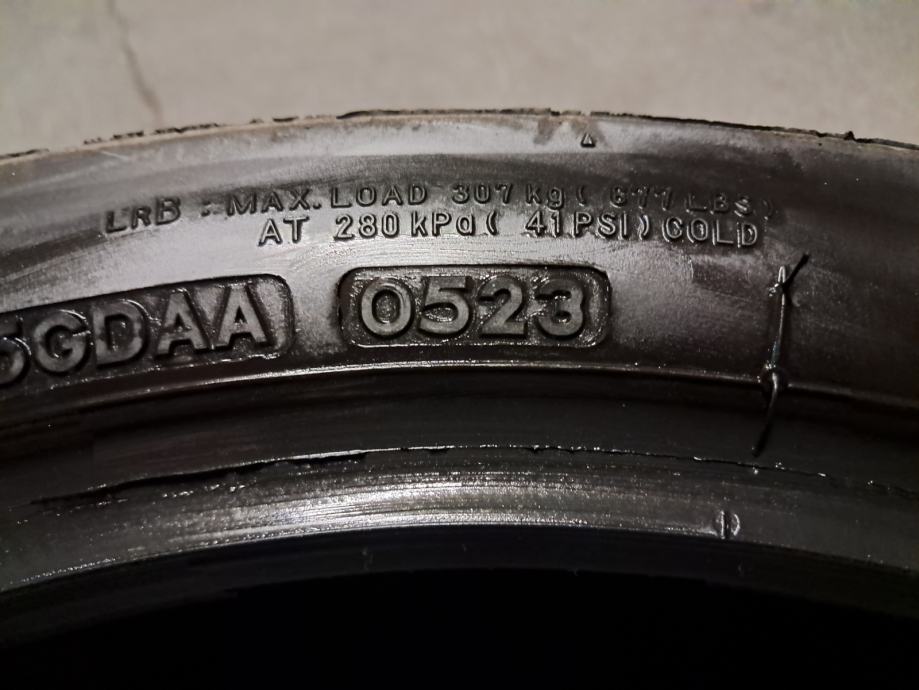 LRB : MAX. LOAD 307 kg ( 677 LBS )
AT 280 kPa ( 41 PSI ) COLD
5GDAA 0523